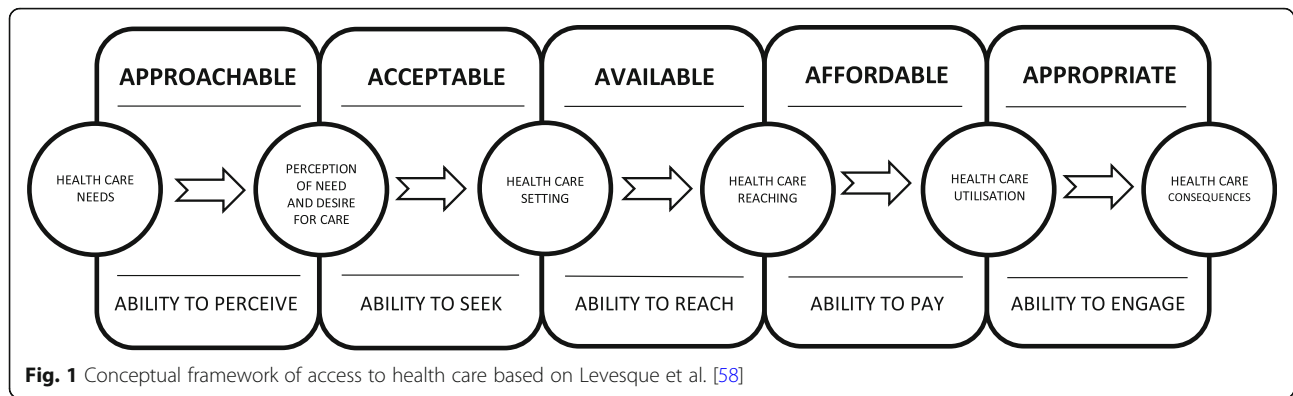 APPROACHABLE ACCEPTABLE AVAILABLE AFFORDABLE APPROPRIATE
HEALTH CARE
NEEDS
PERCEPTION
OF NEED
AND DESIRE
FOR CARE
HEALTH CARE
SETTING
HEALTH CARE
REACHING
HEALTH CARE
UTILISATION
HEALTH CARE
CONSEQUENCES
ABILITY TO PERCEIVE ABILITY TO SEEK ABILITY TO REACH ABILITY TO PAY ABILITY TO ENGAGE
Fig. 1 Conceptual framework of access to health care based on Levesque et al. [58]